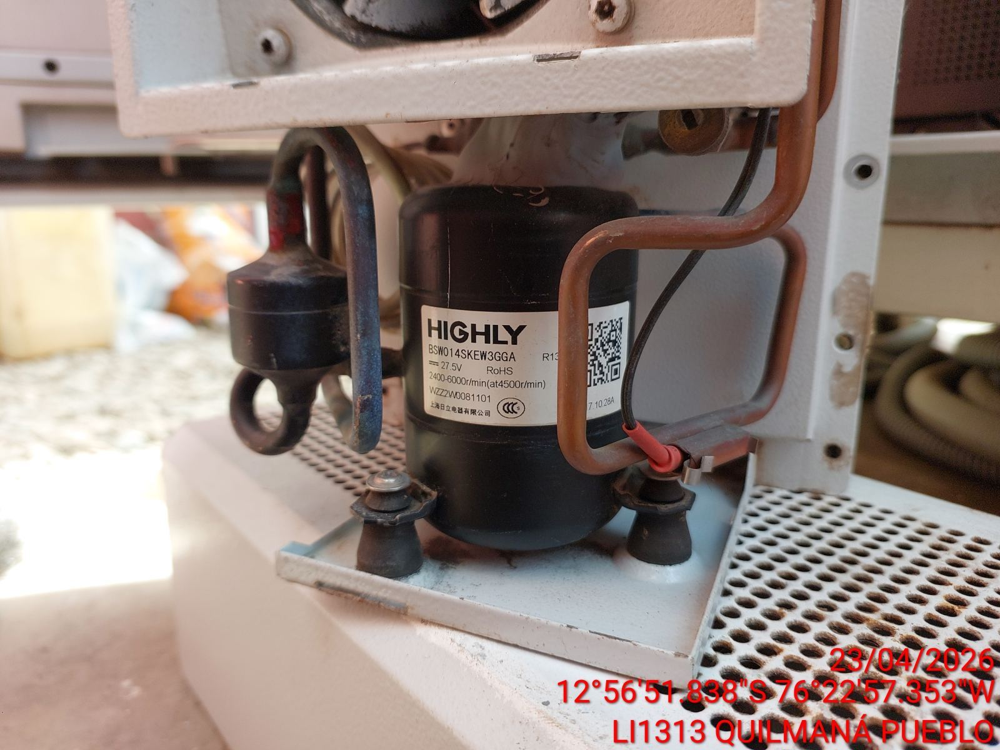 HIGHLY
BSW014SKEW3GGA R13
27.5V RoHS
2400-6000r/min(at4500r/min)
WZZ2W0081101
上海日立电器有限公司 CCC S 7.10.28A
23/04/2026
12°56'51.838"S 76°22'57.353"W
LI1313 QUILMANÁ PUEBLO